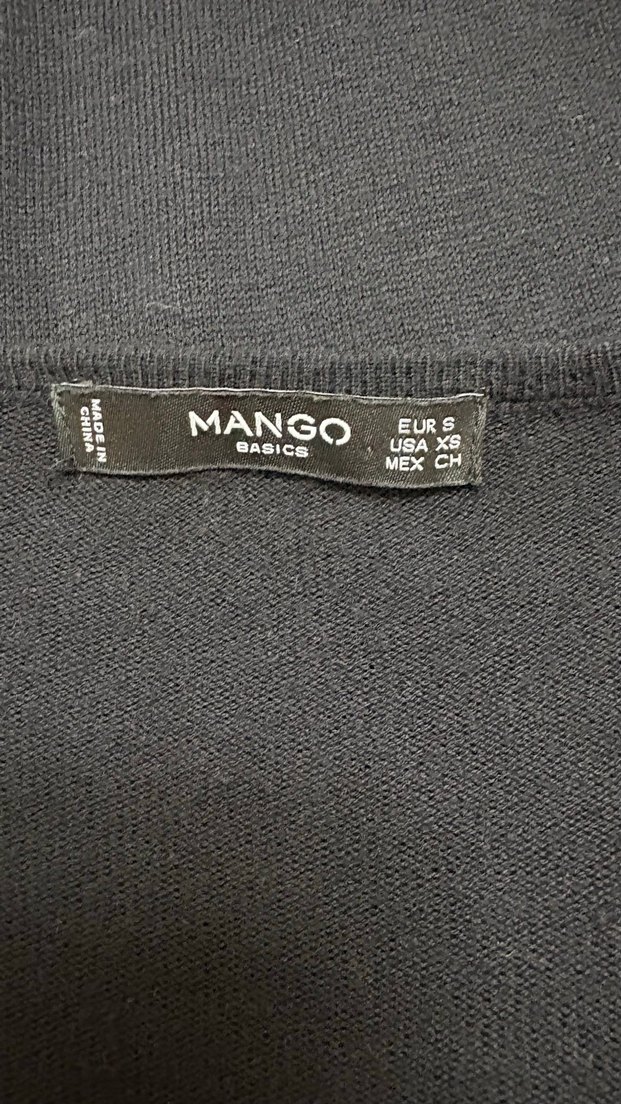 MADE IN
CHINA
MANGO
BASICS
EUR S
USA XS
MEX CH